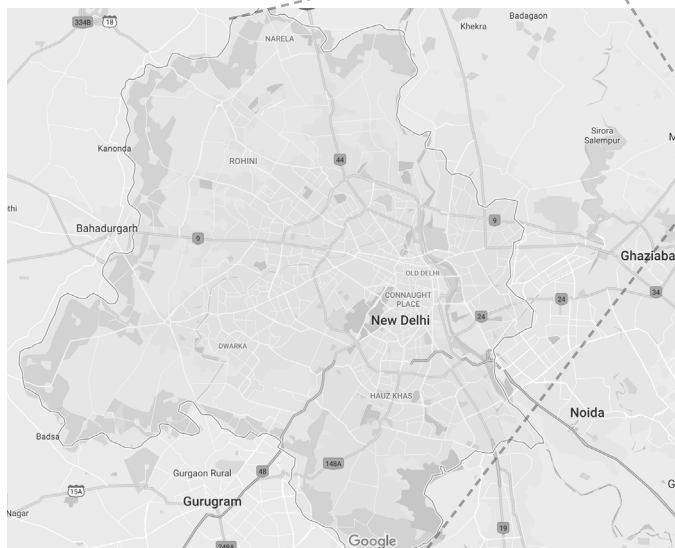 Badagaon
334B
18
Khekra
NARELA
Sirora
Salempur
M
Kanonda
ROHINI
44
thi
9
Bahadurgarh
9
Ghaziaba
OLD DELHI
34
CONNAUGHT
PLACE
24
24
New Delhi
DWARKA
HAUZ KHAS
Noida
Badsa
148A
Gurgaon Rural
48
G
15A
Gurugram
Nagar
19
Google
248A